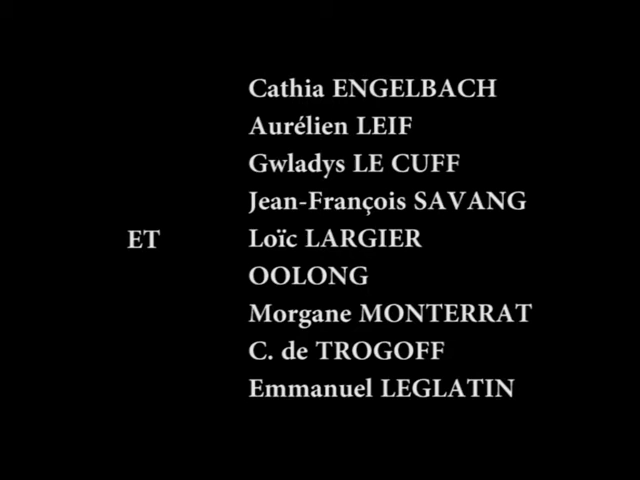 Cathia ENGELBACH
Aurélien LEIF
Gwladys LE CUFF
Jean-François SAVANG
ET Loïc LARGIER
OOLONG
Morgane MONTERRAT
C. de TROGOFF
Emmanuel LEGLATIN